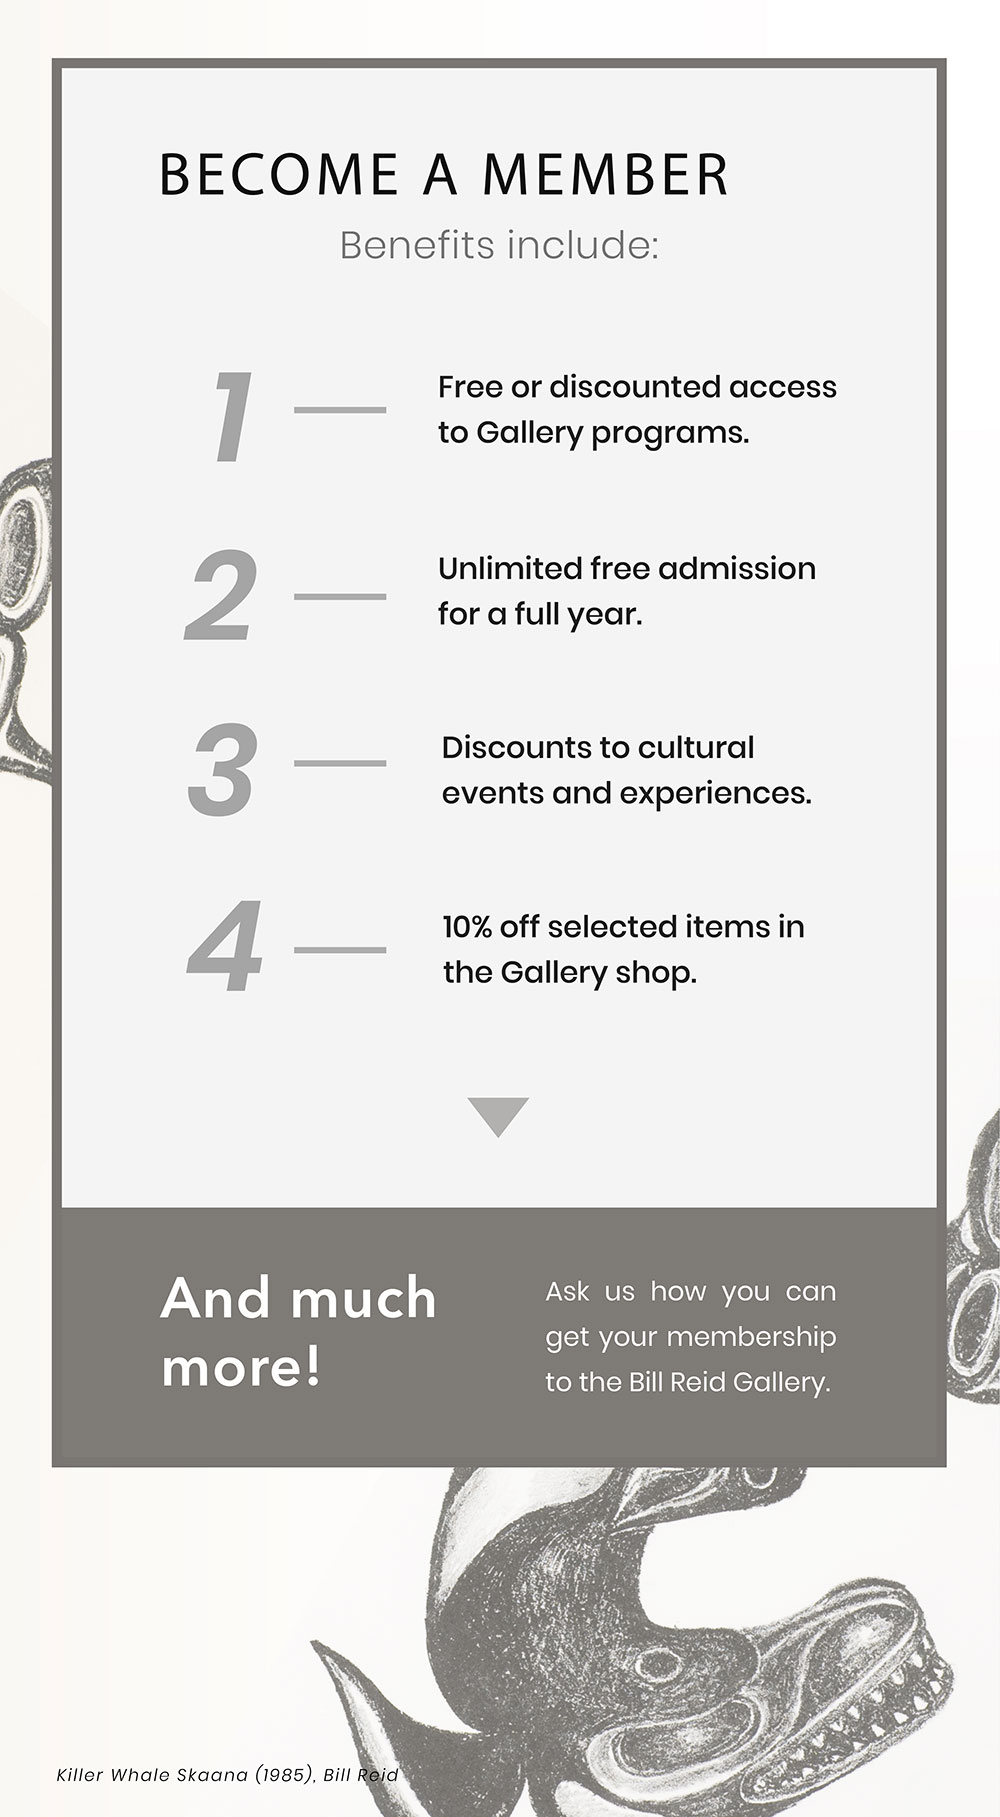 BECOME A MEMBER
Benefits include:
1
Free or discounted access
to Gallery programs.
2
Unlimited free admission
for a full year.
3
Discounts to cultural
events and experiences.
4
10% off selected items in
the Gallery shop.
And much
more!
Ask us how you can
get your membership
to the Bill Reid Gallery.
Killer Whale Skaana (1985), Bill Reid